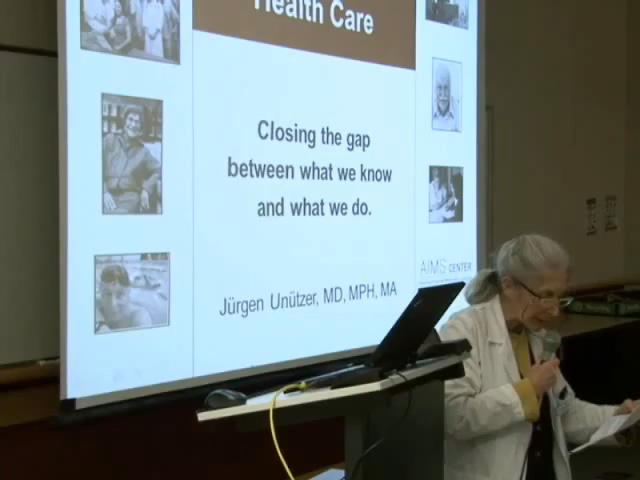 Health Care
Closing the gap
between what we know
and what we do.
Jürgen Unützer, MD, MPH, MA
AIMS CENTER